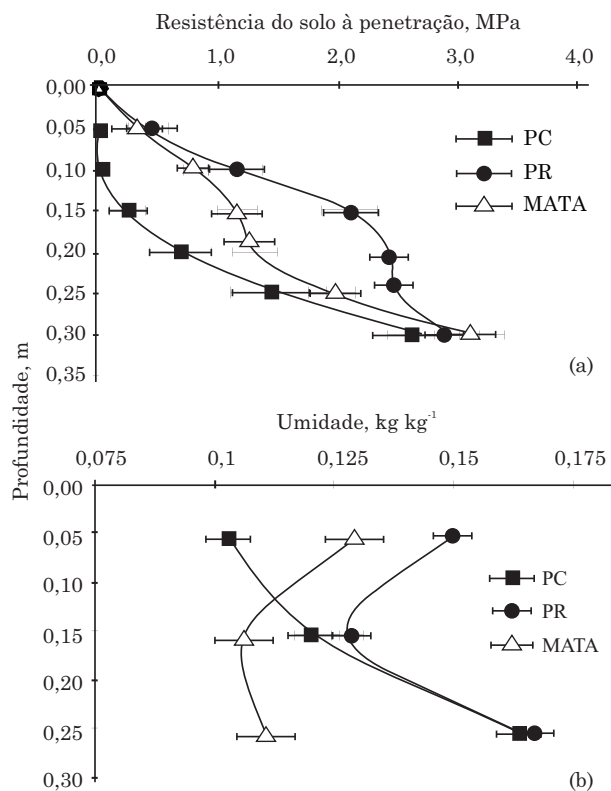 Resistência do solo à penetração, MPa
0,0 1,0 2,0 3,0 4,0
0,00
0,05
0,10
0,15
0,20
0,25
0,30
0,35
PC
PR
MATA
(a)
Profundidade, m
Umidade, kg kg⁻¹
0,075 0,1 0,125 0,15 0,175
0,00
0,05
0,10
0,15
0,20
0,25
0,30
PC
PR
MATA
(b)